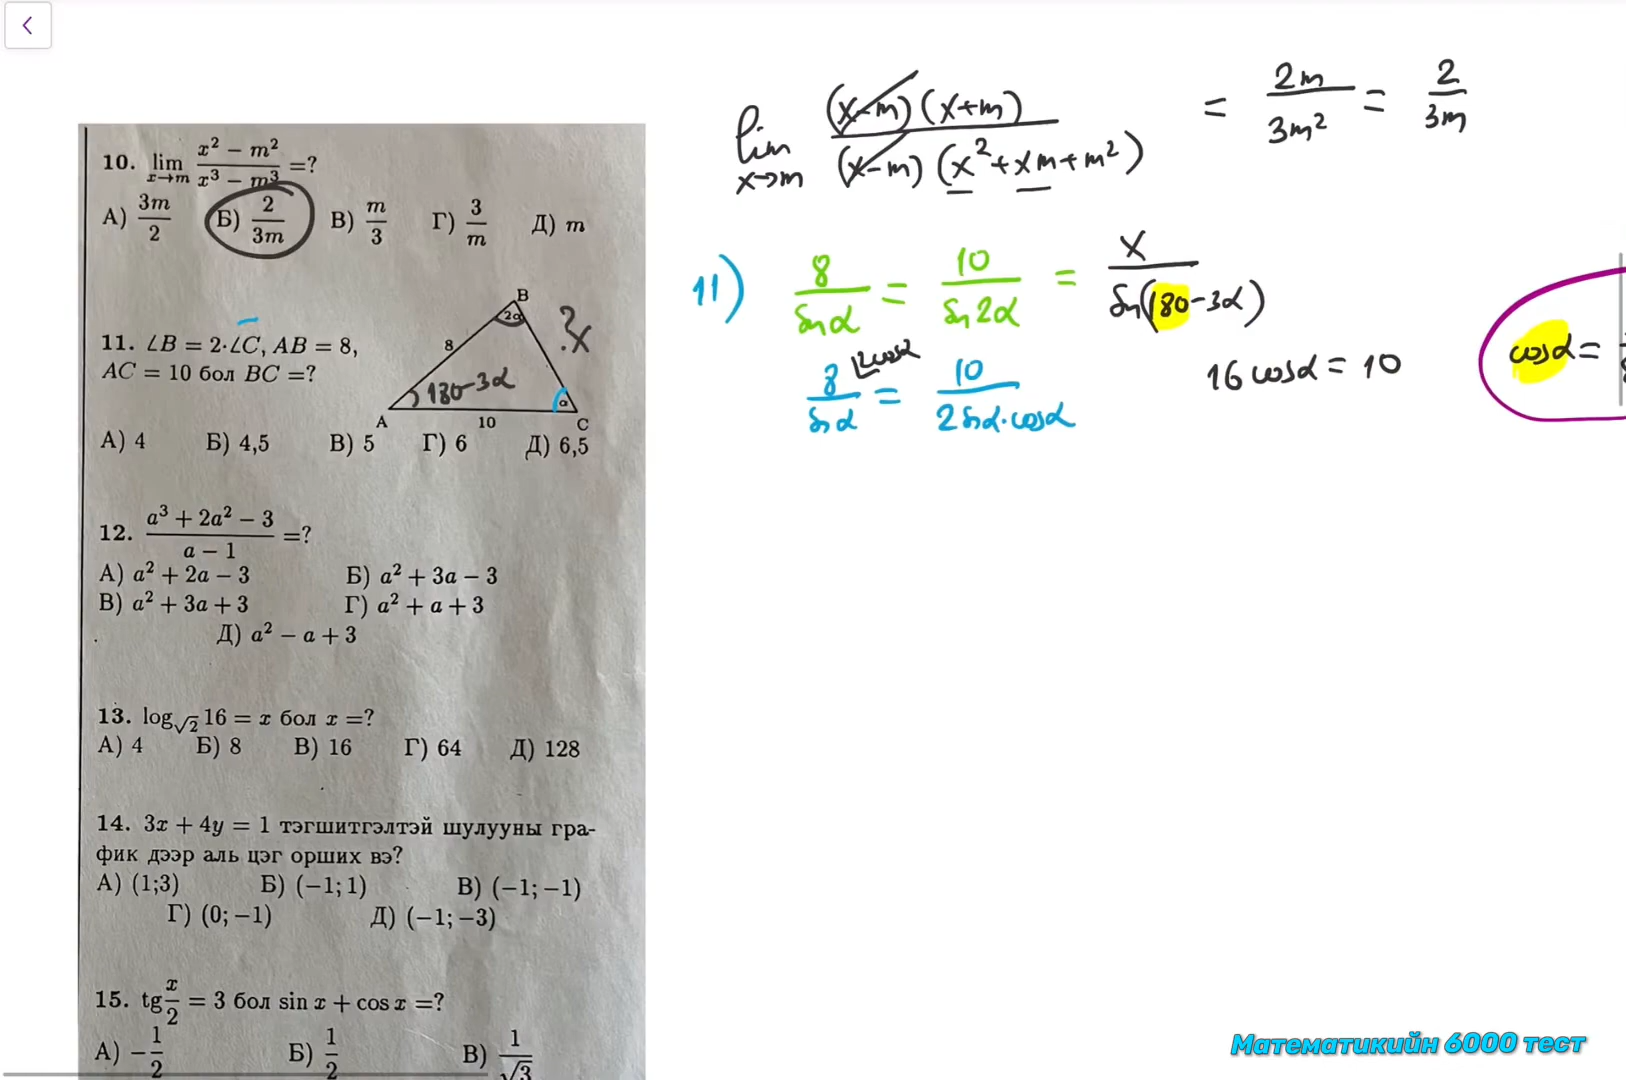 10. lim x→m (x² − m²)/(x³ − m³) =?
А) 3m/2 Б) 2/3m В) m/3 Г) 3/m Д) m
11. ∠B = 2·∠C, AB = 8,
AC = 10 бол BC =?
B
2α
8
? x
180-3α
α
A
10
C
А) 4 Б) 4,5 В) 5 Г) 6 Д) 6,5
12. (a³ + 2a² − 3)/(a − 1) =?
А) a² + 2a − 3 Б) a² + 3a − 3
В) a² + 3a + 3 Г) a² + a + 3
Д) a² − a + 3
13. log√2 16 = x бол x =?
А) 4 Б) 8 В) 16 Г) 64 Д) 128
14. 3x + 4y = 1 тэгшитгэлтэй шулууны гра-
фик дээр аль цэг орших вэ?
А) (1;3) Б) (−1; 1) В) (−1; −1)
Г) (0; −1) Д) (−1; −3)
15. tg x/2 = 3 бол sin x + cos x =?
А) −1/2 Б) 1/2 В) 1/√3
lim x→m (x-m)(x+m) / (x-m)(x²+xm+m²) = 2m/3m² = 2/3m
11) 8/sinα = 10/sin2α = x/sin(180-3α)
8/sinα = 10/2sinα·cosα
16cosα = 10
cosα =
Математикийн 6000 тест